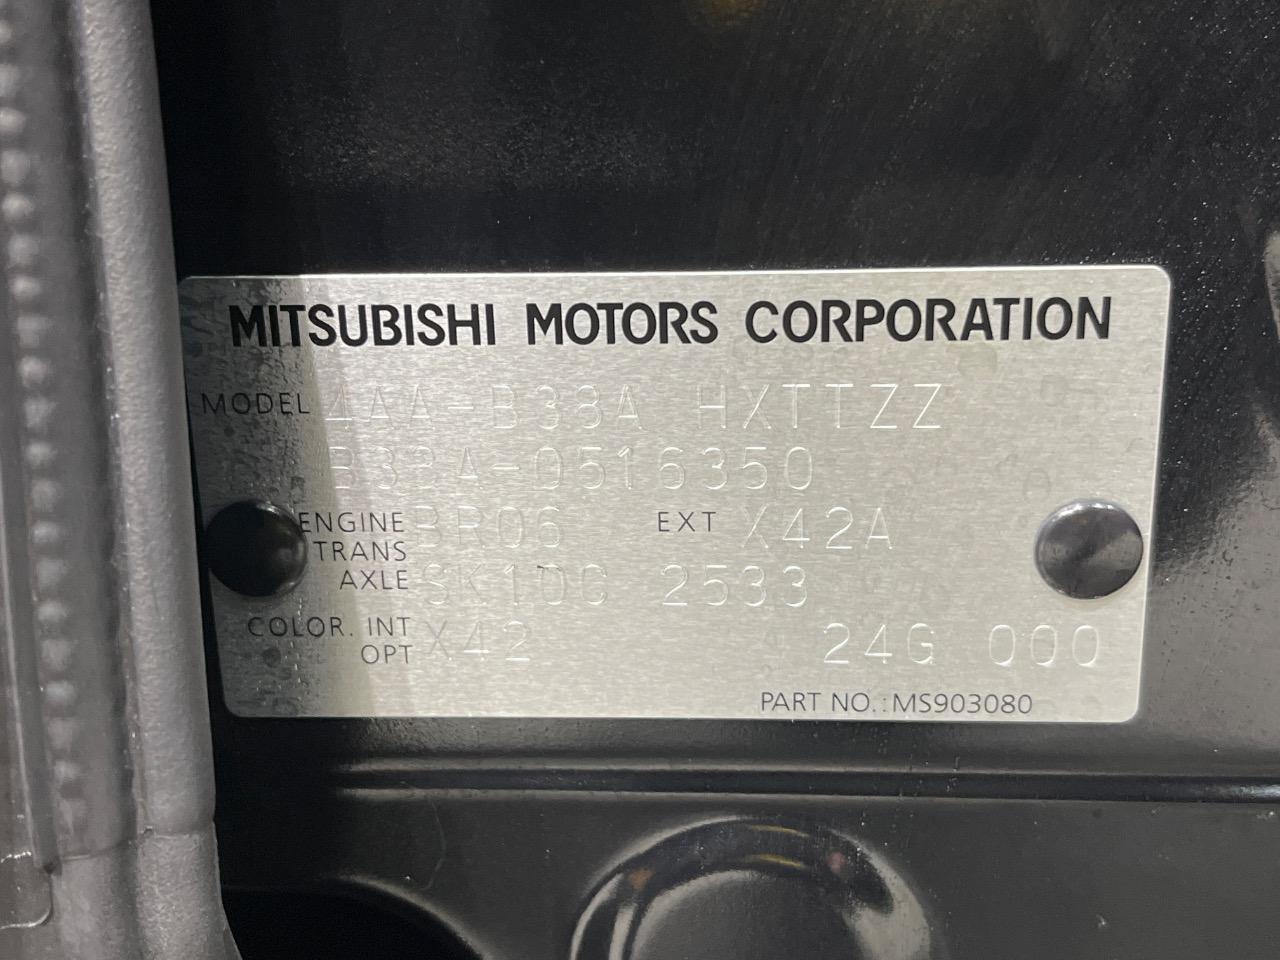 MITSUBISHI MOTORS CORPORATION
MODEL 4AA-B38A HXTTZZ
B38A-0516350
ENGINE BR06 EXT X42A
TRANS
AXLE SK1DC 2533
COLOR. INT X42 24G 000
OPT
PART NO.:MS903080